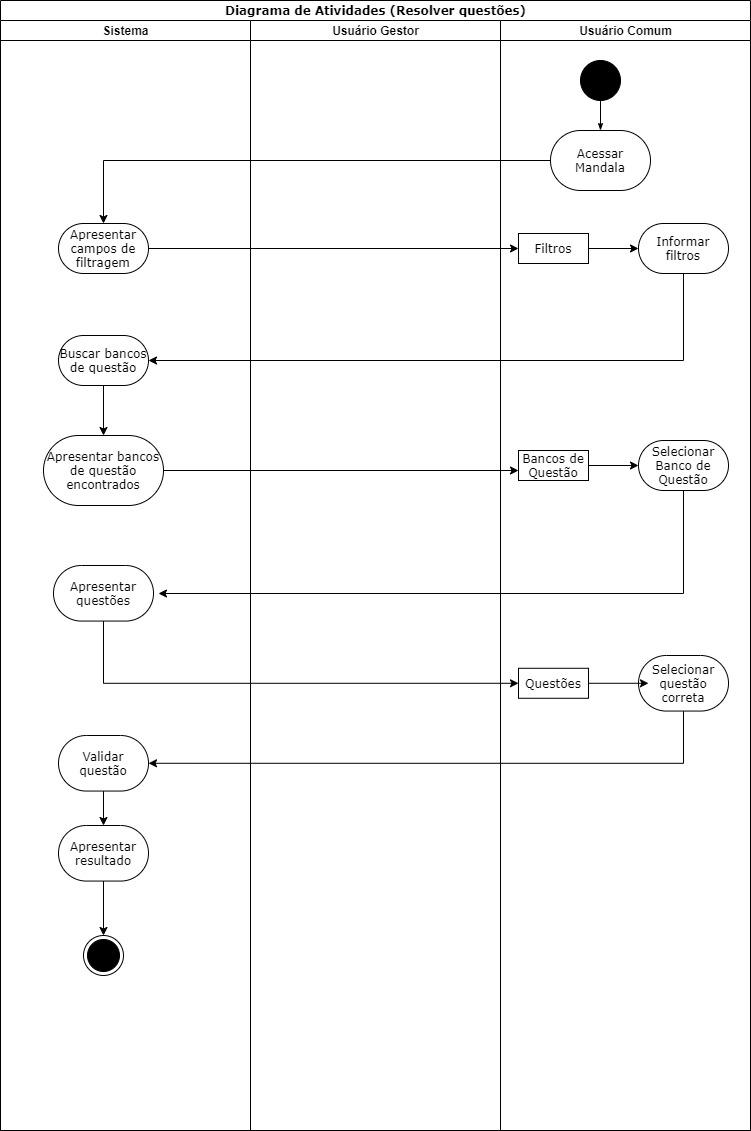 Diagrama de Atividades (Resolver questões)
Sistema
Usuário Gestor
Usuário Comum
Acessar
Mandala
Apresentar
campos de
filtragem
Filtros
Informar
filtros
Buscar bancos
de questão
Apresentar bancos
de questão
encontrados
Bancos de
Questão
Selecionar
Banco de
Questão
Apresentar
questões
Questões
Selecionar
questão
correta
Validar
questão
Apresentar
resultado